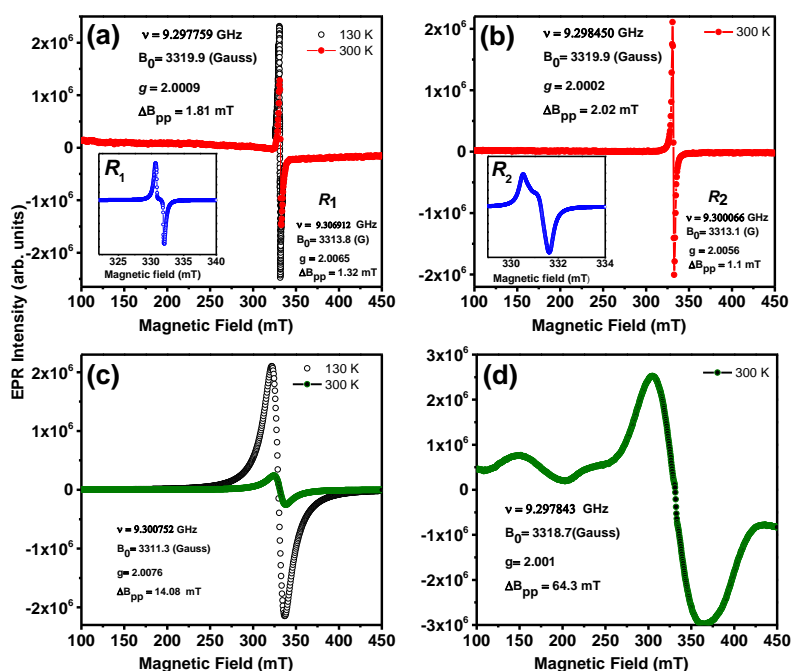 EPR Intensity (arb. units)
(a)
ν = 9.297759 GHz
B0= 3319.9 (Gauss)
g = 2.0009
ΔBpp = 1.81 mT
130 K
300 K
2x10^6
1x10^6
0
-1x10^6
-2x10^6
R1
325 330 335 340
Magnetic field (mT)
R1
ν = 9.306912 GHz
B0= 3313.8 (G)
g = 2.0065
ΔBpp = 1.32 mT
100 150 200 250 300 350 400 450
Magnetic Field (mT)
(b)
ν = 9.298450 GHz
B0= 3319.9 (Gauss)
g = 2.0002
ΔBpp = 2.02 mT
300 K
2x10^6
1x10^6
0
-1x10^6
-2x10^6
R2
330 332 334
Magnetic field (mT)
R2
ν = 9.300066 GHz
B0= 3313.1 (G)
g = 2.0056
ΔBpp = 1.1 mT
100 150 200 250 300 350 400 450
Magnetic Field (mT)
(c)
130 K
300 K
2x10^6
1x10^6
0
-1x10^6
-2x10^6
ν = 9.300752 GHz
B0= 3311.3 (Gauss)
g= 2.0076
ΔBpp = 14.08 mT
100 150 200 250 300 350 400 450
Magnetic Field (mT)
(d)
300 K
3x10^6
2x10^6
1x10^6
0
-1x10^6
-2x10^6
-3x10^6
ν = 9.297843 GHz
B0= 3318.7(Gauss)
g = 2.001
ΔBpp = 64.3 mT
100 150 200 250 300 350 400 450
Magnetic Field (mT)